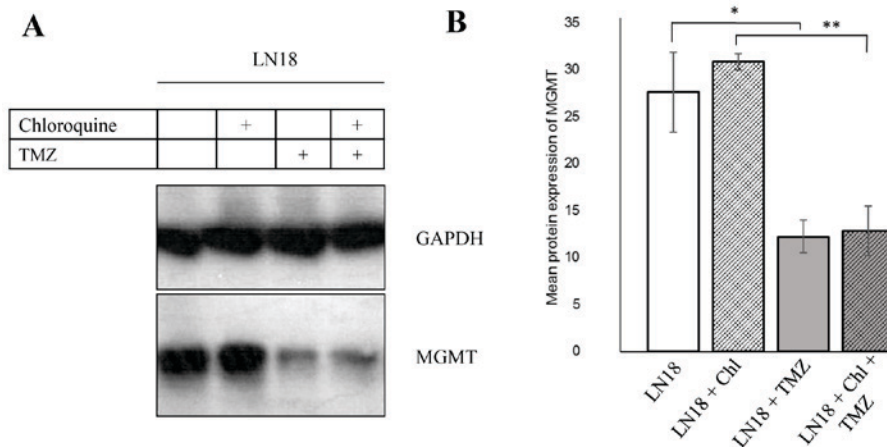 A
LN18
Chloroquine + +
TMZ + +
GAPDH
MGMT
B
Mean protein expression of MGMT
35
30
25
20
15
10
5
0
*
**
LN18
LN18 + Chl
LN18 + TMZ
LN18 + Chl +
TMZ